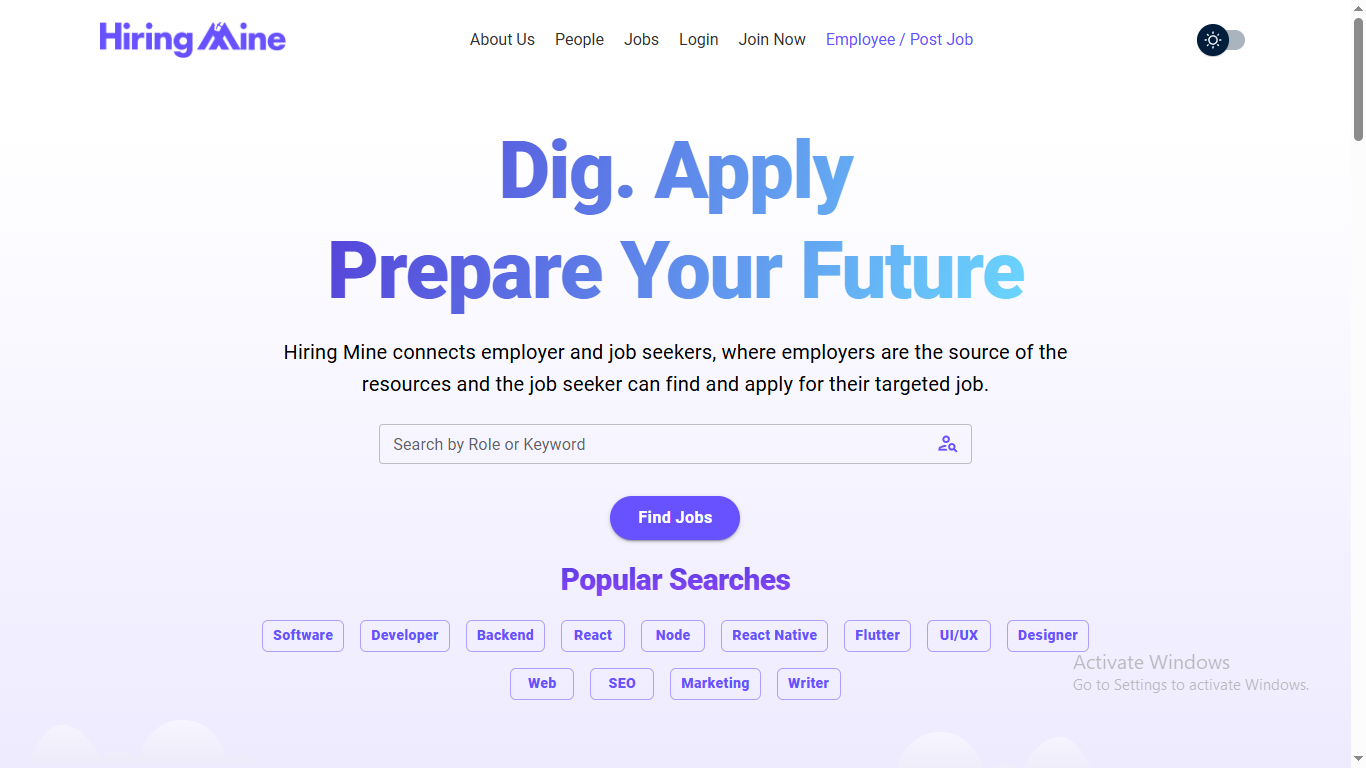 Hiring Mine
About Us People Jobs Login Join Now Employee / Post Job
Dig. Apply
Prepare Your Future
Hiring Mine connects employer and job seekers, where employers are the source of the
resources and the job seeker can find and apply for their targeted job.
Search by Role or Keyword
Find Jobs
Popular Searches
Software Developer Backend React Node React Native Flutter UI/UX Designer
Web SEO Marketing Writer
Activate Windows
Go to Settings to activate Windows.